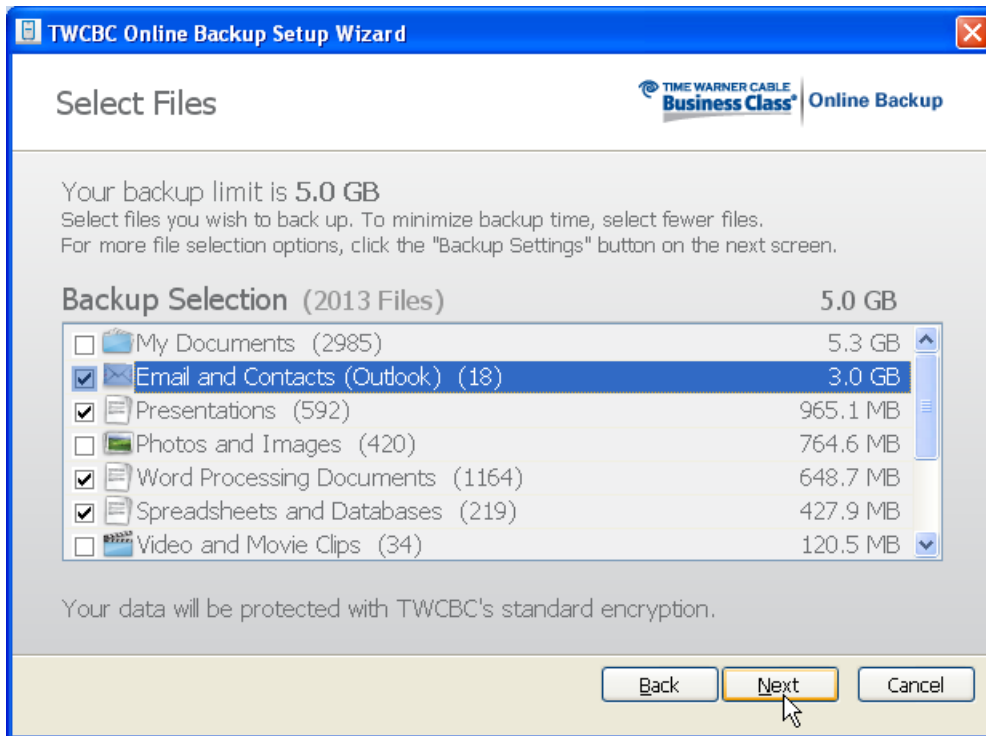 TWCBC Online Backup Setup Wizard
Select Files
TIME WARNER CABLE
Business Class® Online Backup
Your backup limit is 5.0 GB
Select files you wish to back up. To minimize backup time, select fewer files.
For more file selection options, click the "Backup Settings" button on the next screen.
Backup Selection (2013 Files) 5.0 GB
My Documents (2985) 5.3 GB
Email and Contacts (Outlook) (18) 3.0 GB
Presentations (592) 965.1 MB
Photos and Images (420) 764.6 MB
Word Processing Documents (1164) 648.7 MB
Spreadsheets and Databases (219) 427.9 MB
Video and Movie Clips (34) 120.5 MB
Your data will be protected with TWCBC's standard encryption.
Back Next Cancel